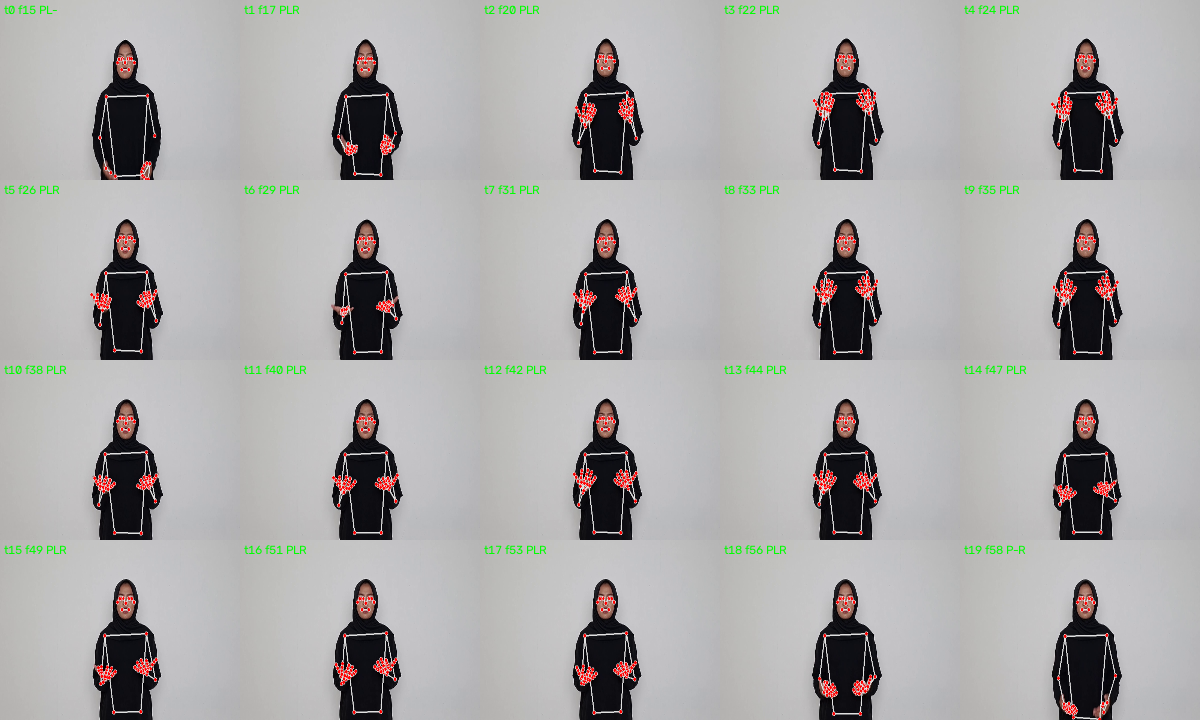 t0 f15 PL-
t1 f17 PLR
t2 f20 PLR
t3 f22 PLR
t4 f24 PLR
t5 f26 PLR
t6 f29 PLR
t7 f31 PLR
t8 f33 PLR
t9 f35 PLR
t10 f38 PLR
t11 f40 PLR
t12 f42 PLR
t13 f44 PLR
t14 f47 PLR
t15 f49 PLR
t16 f51 PLR
t17 f53 PLR
t18 f56 PLR
t19 f58 P-R